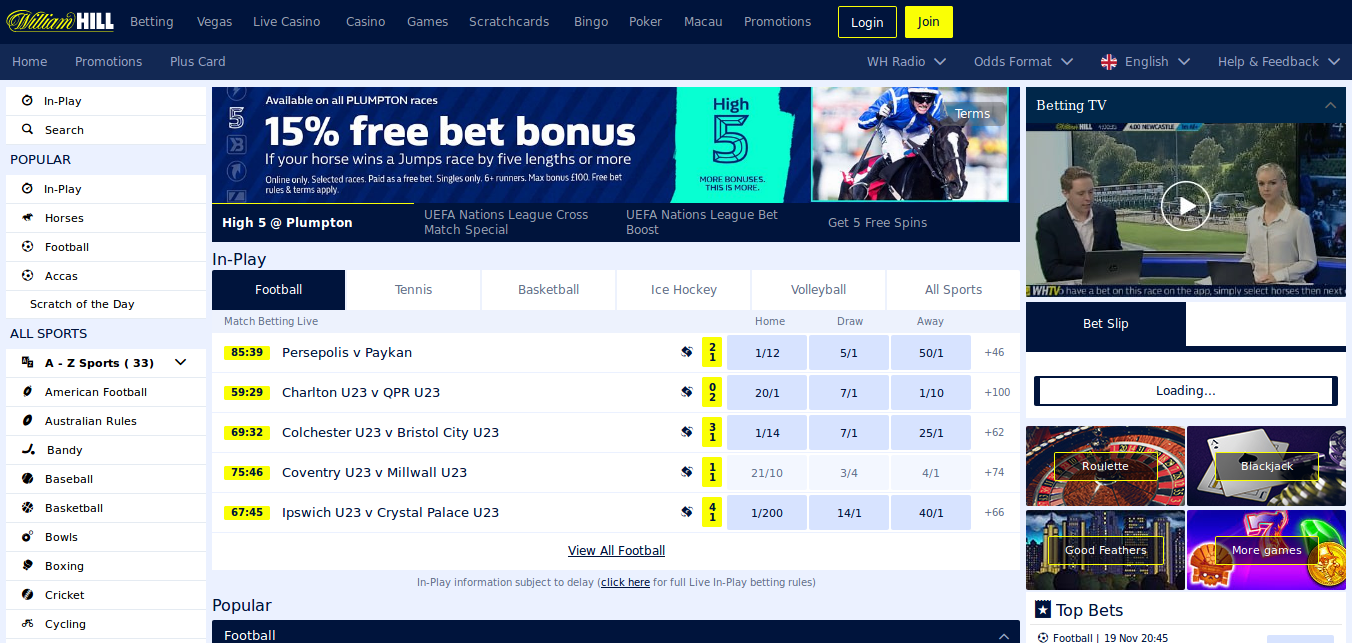 William HILL
Betting
Vegas
Live Casino
Casino
Games
Scratchcards
Bingo
Poker
Macau
Promotions
Login
Join
Home
Promotions
Plus Card
WH Radio
Odds Format
English
Help & Feedback
In-Play
Search
POPULAR
In-Play
Horses
Football
Accas
Scratch of the Day
ALL SPORTS
A - Z Sports ( 33)
American Football
Australian Rules
Bandy
Baseball
Basketball
Bowls
Boxing
Cricket
Cycling
Available on all PLUMPTON races
15% free bet bonus
If your horse wins a Jumps race by five lengths or more
Online only. Selected races. Paid as a free bet. Singles only. 6+ runners. Max bonus £100. Free bet
rules & terms apply.
High
5
MORE BONUSES.
THIS IS MORE.
Terms
High 5 @ Plumpton
UEFA Nations League Cross
Match Special
UEFA Nations League Bet
Boost
Get 5 Free Spins
In-Play
Football
Tennis
Basketball
Ice Hockey
Volleyball
All Sports
Match Betting Live
Home
Draw
Away
85:39 Persepolis v Paykan 2 1 1/12 5/1 50/1 +46
59:29 Charlton U23 v QPR U23 0 2 20/1 7/1 1/10 +100
69:32 Colchester U23 v Bristol City U23 3 1 1/14 7/1 25/1 +62
75:46 Coventry U23 v Millwall U23 1 1 21/10 3/4 4/1 +74
67:45 Ipswich U23 v Crystal Palace U23 4 1 1/200 14/1 40/1 +66
View All Football
In-Play information subject to delay (click here for full Live In-Play betting rules)
Popular
Football
Betting TV
William HILL
4.00 NEWCASTLE
WHTV
o have a bet on this race on the app, simply select horses then next
Bet Slip
Loading...
Roulette
Blackjack
Good Feathers
More games
Top Bets
Football | 19 Nov 20:45